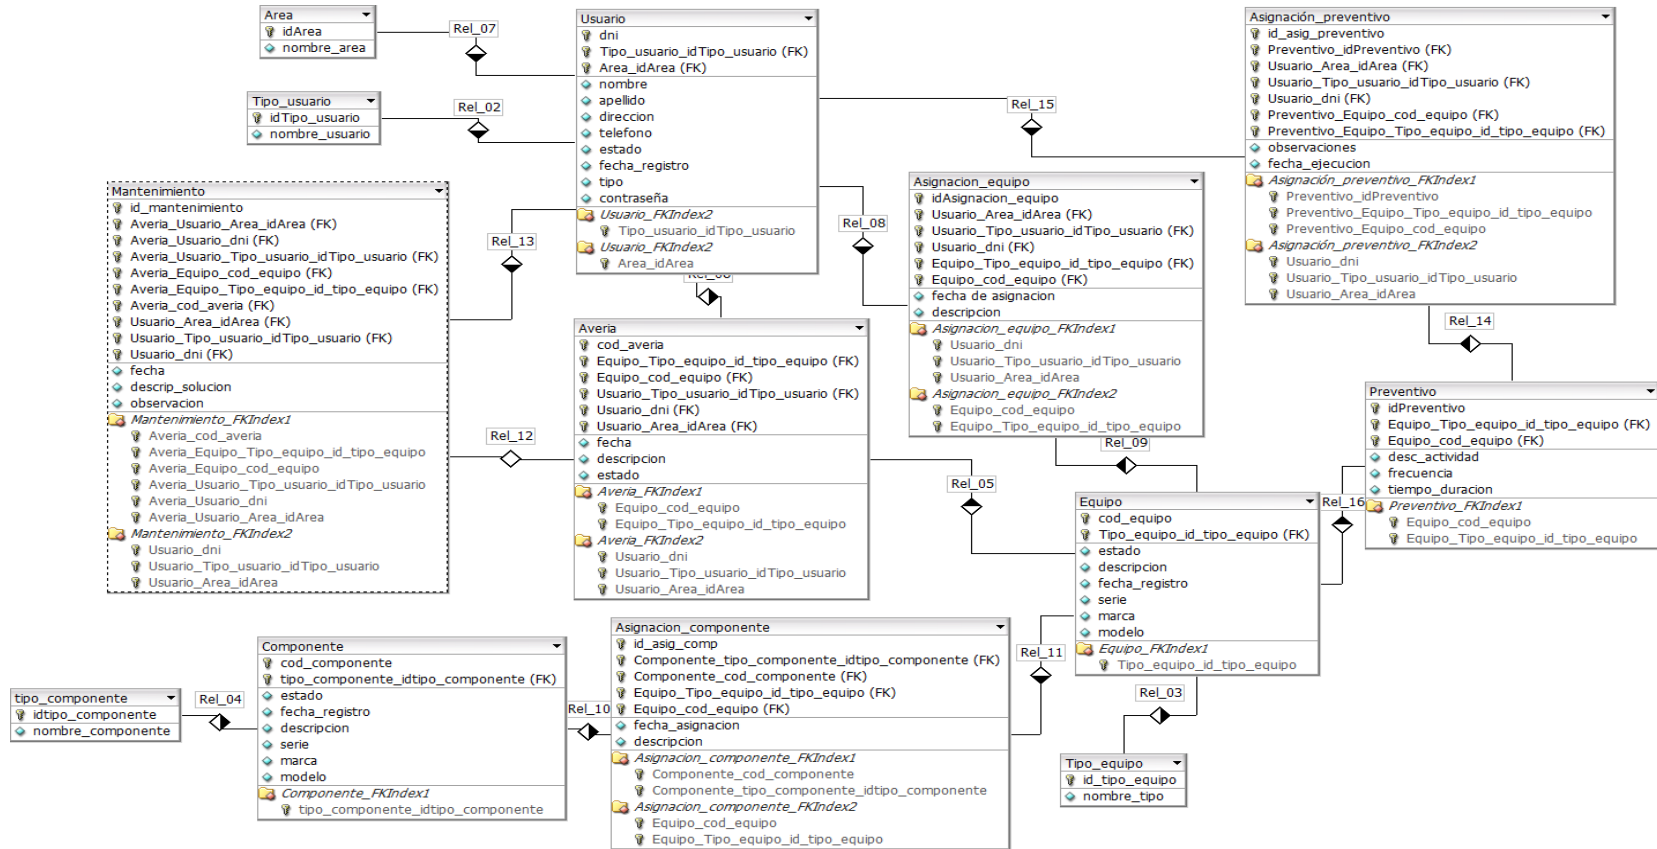 Area
idArea
nombre_area
Rel_07
Tipo_usuario
idTipo_usuario
nombre_usuario
Rel_02
Usuario
dni
Tipo_usuario_idTipo_usuario (FK)
Area_idArea (FK)
nombre
apellido
direccion
telefono
estado
fecha_registro
tipo
contraseña
Usuario_FKIndex2
Tipo_usuario_idTipo_usuario
Usuario_FKIndex2
Area_idArea
Rel_15
Asignación_preventivo
id_asig_preventivo
Preventivo_idPreventivo (FK)
Usuario_Area_idArea (FK)
Usuario_Tipo_usuario_idTipo_usuario (FK)
Usuario_dni (FK)
Preventivo_Equipo_cod_equipo (FK)
Preventivo_Equipo_Tipo_equipo_id_tipo_equipo (FK)
observaciones
fecha_ejecucion
Asignación_preventivo_FKIndex1
Preventivo_idPreventivo
Preventivo_Equipo_Tipo_equipo_id_tipo_equipo
Preventivo_Equipo_cod_equipo
Asignación_preventivo_FKIndex2
Usuario_dni
Usuario_Tipo_usuario_idTipo_usuario
Usuario_Area_idArea
Mantenimiento
id_mantenimiento
Averia_Usuario_Area_idArea (FK)
Averia_Usuario_dni (FK)
Averia_Usuario_Tipo_usuario_idTipo_usuario (FK)
Averia_Equipo_cod_equipo (FK)
Averia_Equipo_Tipo_equipo_id_tipo_equipo (FK)
Averia_cod_averia (FK)
Usuario_Area_idArea (FK)
Usuario_Tipo_usuario_idTipo_usuario (FK)
Usuario_dni (FK)
fecha
descrip_solucion
observacion
Mantenimiento_FKIndex1
Averia_cod_averia
Averia_Equipo_Tipo_equipo_id_tipo_equipo
Averia_Equipo_cod_equipo
Averia_Usuario_Tipo_usuario_idTipo_usuario
Averia_Usuario_dni
Averia_Usuario_Area_idArea
Mantenimiento_FKIndex2
Usuario_dni
Usuario_Tipo_usuario_idTipo_usuario
Usuario_Area_idArea
Rel_13
Rel_12
Rel_08
Asignacion_equipo
idAsignacion_equipo
Usuario_Area_idArea (FK)
Usuario_Tipo_usuario_idTipo_usuario (FK)
Usuario_dni (FK)
Equipo_Tipo_equipo_id_tipo_equipo (FK)
Equipo_cod_equipo (FK)
fecha de asignacion
descripcion
Asignacion_equipo_FKIndex1
Usuario_dni
Usuario_Tipo_usuario_idTipo_usuario
Usuario_Area_idArea
Asignacion_equipo_FKIndex2
Equipo_cod_equipo
Equipo_Tipo_equipo_id_tipo_equipo
Averia
cod_averia
Equipo_Tipo_equipo_id_tipo_equipo (FK)
Equipo_cod_equipo (FK)
Usuario_Tipo_usuario_idTipo_usuario (FK)
Usuario_dni (FK)
Usuario_Area_idArea (FK)
fecha
descripcion
estado
Averia_FKIndex1
Equipo_cod_equipo
Equipo_Tipo_equipo_id_tipo_equipo
Averia_FKIndex2
Usuario_dni
Usuario_Tipo_usuario_idTipo_usuario
Usuario_Area_idArea
Rel_14
Rel_09
Rel_05
Rel_16
Preventivo
idPreventivo
Equipo_Tipo_equipo_id_tipo_equipo (FK)
Equipo_cod_equipo (FK)
desc_actividad
frecuencia
tiempo_duracion
Preventivo_FKIndex1
Equipo_cod_equipo
Equipo_Tipo_equipo_id_tipo_equipo
Equipo
cod_equipo
Tipo_equipo_id_tipo_equipo (FK)
estado
descripcion
fecha_registro
serie
marca
modelo
Equipo_FKIndex1
Tipo_equipo_id_tipo_equipo
tipo_componente
idtipo_componente
nombre_componente
Rel_04
Componente
cod_componente
tipo_componente_idtipo_componente (FK)
estado
fecha_registro
descripcion
serie
marca
modelo
Componente_FKIndex1
tipo_componente_idtipo_componente
Rel_10
Asignacion_componente
id_asig_comp
Componente_tipo_componente_idtipo_componente (FK)
Componente_cod_componente (FK)
Equipo_Tipo_equipo_id_tipo_equipo (FK)
Equipo_cod_equipo (FK)
fecha_asignacion
descripcion
Asignacion_componente_FKIndex1
Componente_cod_componente
Componente_tipo_componente_idtipo_componente
Asignacion_componente_FKIndex2
Equipo_cod_equipo
Equipo_Tipo_equipo_id_tipo_equipo
Rel_11
Rel_03
Tipo_equipo
id_tipo_equipo
nombre_tipo